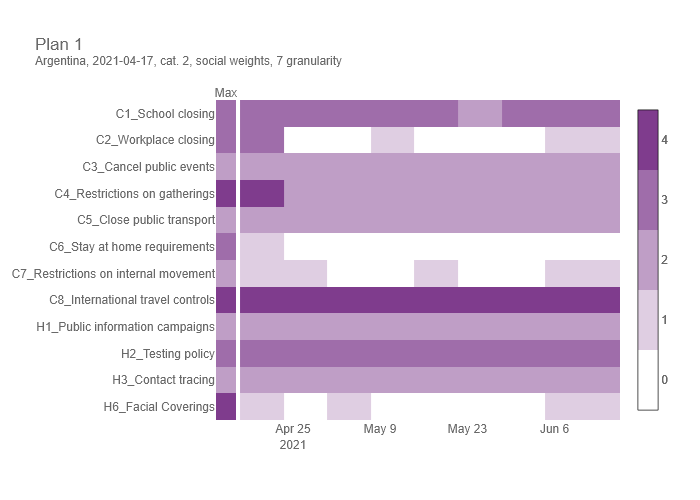 Plan 1
Argentina, 2021-04-17, cat. 2, social weights, 7 granularity
Max
C1_School closing
C2_Workplace closing
C3_Cancel public events
C4_Restrictions on gatherings
C5_Close public transport
C6_Stay at home requirements
C7_Restrictions on internal movement
C8_International travel controls
H1_Public information campaigns
H2_Testing policy
H3_Contact tracing
H6_Facial Coverings
Apr 25 May 9 May 23 Jun 6
2021
4
3
2
1
0